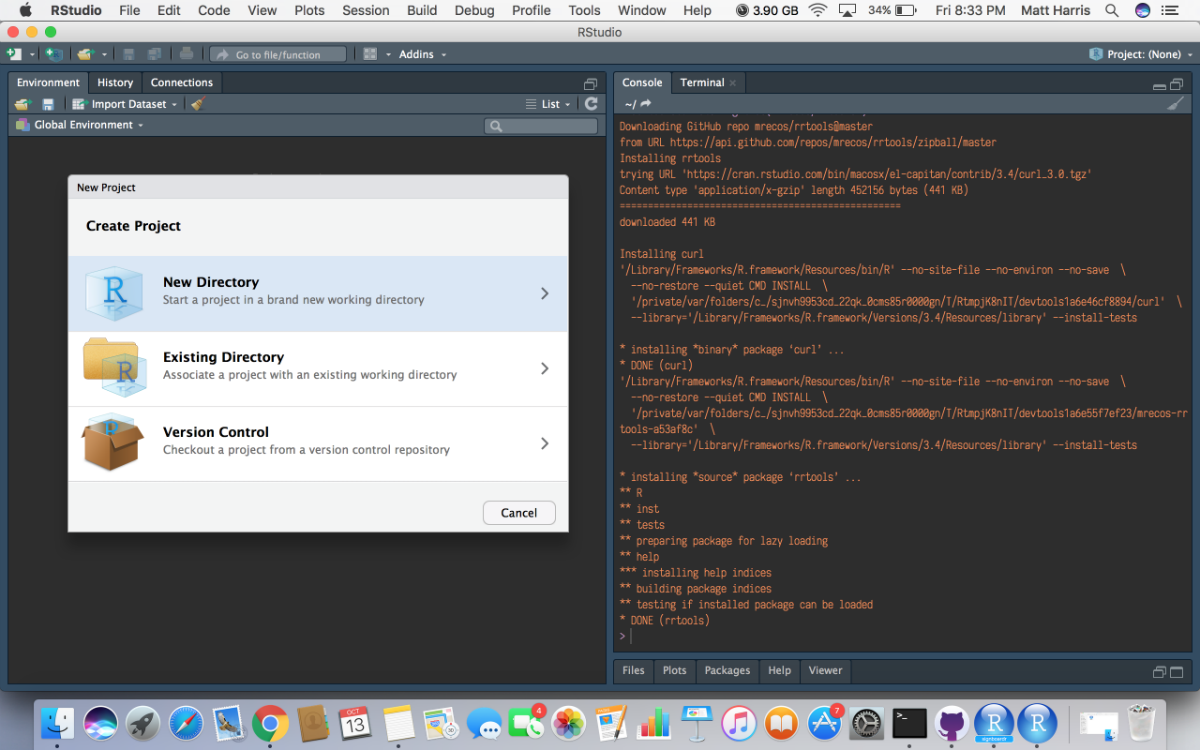 RStudio File Edit Code View Plots Session Build Debug Profile Tools Window Help 3.90 GB 34% Fri 8:33 PM Matt Harris
RStudio
Go to file/function Addins Project: (None)
Environment History Connections
Import Dataset List
Global Environment
New Project
Create Project
New Directory
Start a project in a brand new working directory
Existing Directory
Associate a project with an existing working directory
Version Control
Checkout a project from a version control repository
Cancel
Console Terminal
~/
Downloading GitHub repo mrecos/rrtools@master
from URL https://api.github.com/repos/mrecos/rrtools/zipball/master
Installing rrtools
trying URL 'https://cran.rstudio.com/bin/macosx/el-capitan/contrib/3.4/curl_3.0.tgz'
Content type 'application/x-gzip' length 452156 bytes (441 KB)
==================================================
downloaded 441 KB
Installing curl
'/Library/Frameworks/R.framework/Resources/bin/R' --no-site-file --no-environ --no-save \
--no-restore --quiet CMD INSTALL \
'/private/var/folders/c_/sjnvh9953cd_22qk_0cms85r0000gn/T/RtmpjK8nIT/devtools1a6e46cf8894/curl' \
--library='/Library/Frameworks/R.framework/Versions/3.4/Resources/library' --install-tests
* installing *binary* package 'curl' ...
* DONE (curl)
'/Library/Frameworks/R.framework/Resources/bin/R' --no-site-file --no-environ --no-save \
--no-restore --quiet CMD INSTALL \
'/private/var/folders/c_/sjnvh9953cd_22qk_0cms85r0000gn/T/RtmpjK8nIT/devtools1a6e55f7ef23/mrecos-rr
tools-a53af8c' \
--library='/Library/Frameworks/R.framework/Versions/3.4/Resources/library' --install-tests
* installing *source* package 'rrtools' ...
** R
** inst
** tests
** preparing package for lazy loading
** help
*** installing help indices
** building package indices
** testing if installed package can be loaded
* DONE (rrtools)
>
Files Plots Packages Help Viewer
OCT
13
4
7
R
R